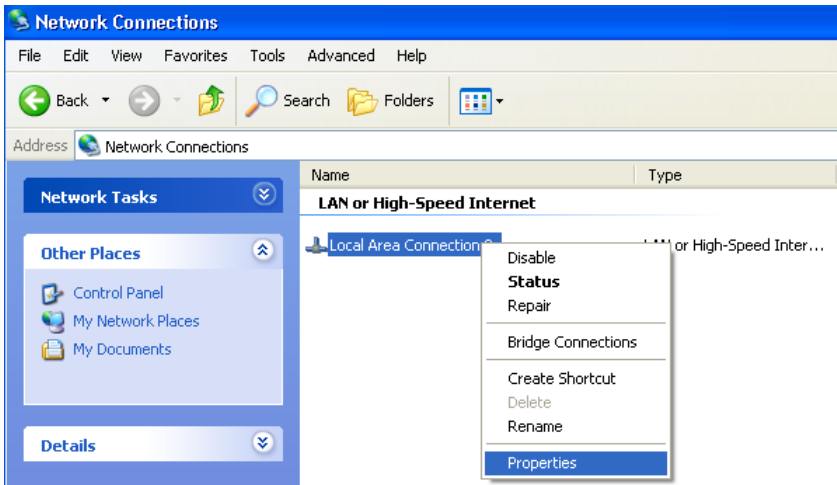 Network Connections
File Edit View Favorites Tools Advanced Help
Back Search Folders
Address Network Connections
Name Type
Network Tasks
LAN or High-Speed Internet
Other Places
Local Area Connection or High-Speed Inter...
Control Panel
My Network Places
My Documents
Details
Disable
Status
Repair
Bridge Connections
Create Shortcut
Delete
Rename
Properties